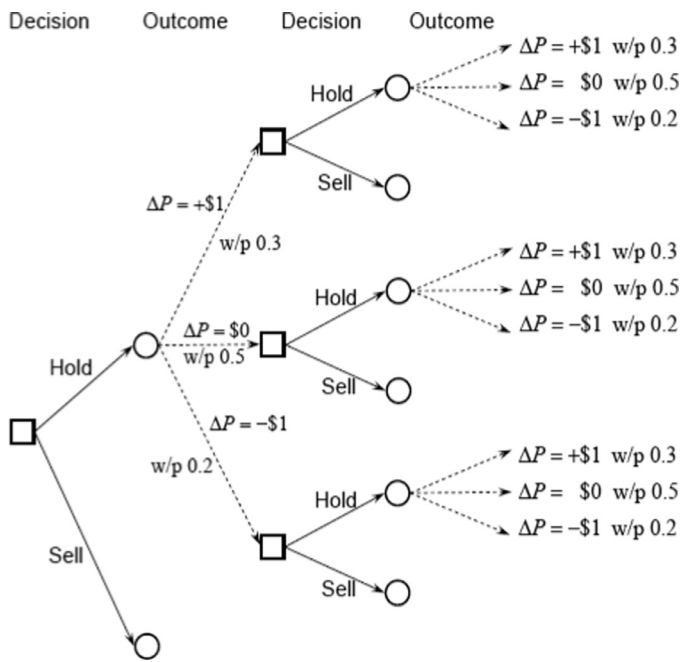 Decision Outcome Decision Outcome
ΔP = +$1 w/p 0.3
Hold
ΔP = $0 w/p 0.5
ΔP = −$1 w/p 0.2
Sell
ΔP = +$1
w/p 0.3
ΔP = +$1 w/p 0.3
Hold
ΔP = $0 w/p 0.5
ΔP = $0
w/p 0.5
ΔP = −$1 w/p 0.2
Hold
Sell
ΔP = −$1
w/p 0.2
ΔP = +$1 w/p 0.3
Hold
ΔP = $0 w/p 0.5
ΔP = −$1 w/p 0.2
Sell
Sell